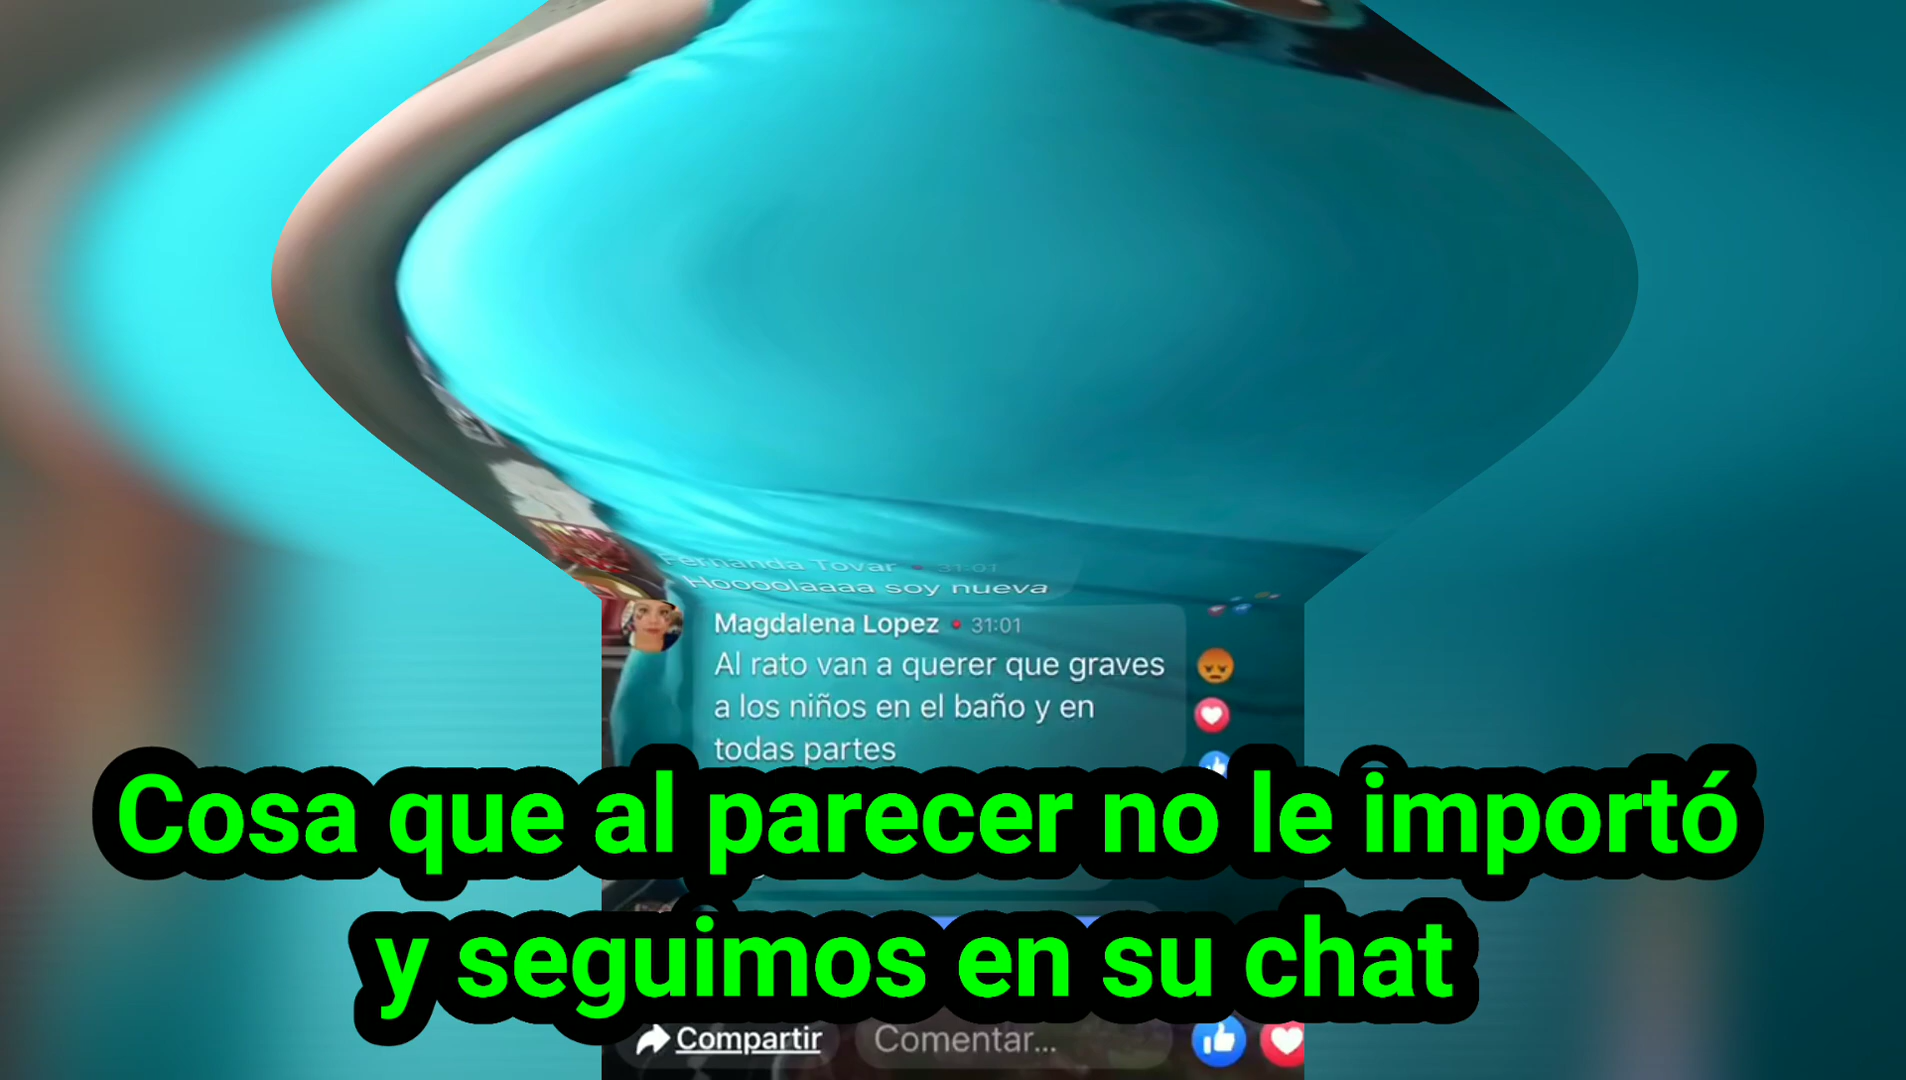 Fernanda Tovar • 31:01
Hoooolaaaa soy nueva
Magdalena Lopez • 31:01
Al rato van a querer que graves
a los niños en el baño y en
todas partes
Cosa que al parecer no le importó
y seguimos en su chat
Compartir
Comentar...